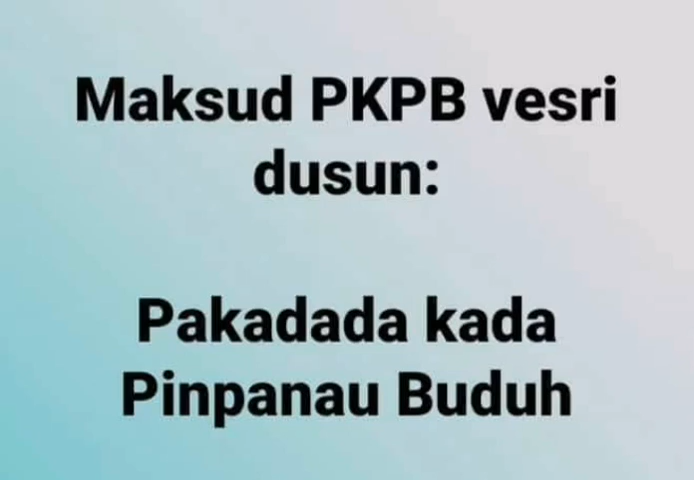 Maksud PKPB vesri
dusun:
Pakadada kada
Pinpanau Buduh